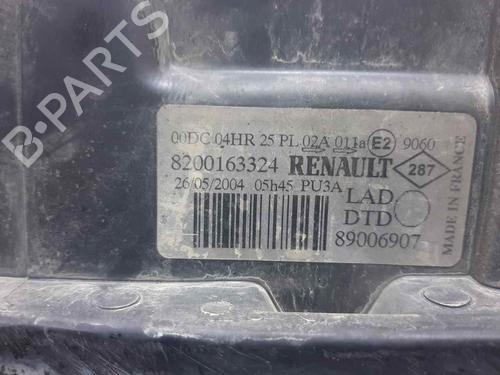 B-PARTS
00DC 04HR 25 PL 02A 011a E2 9060
8200163324 RENAULT 287
26/05/2004 05h45 PU3A LAD
DTD
89006907
MADE IN FRANCE